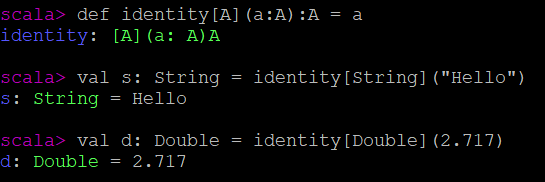 scala> def identity[A](a:A):A = a
identity: [A](a: A)A
scala> val s: String = identity[String]("Hello")
s: String = Hello
scala> val d: Double = identity[Double](2.717)
d: Double = 2.717